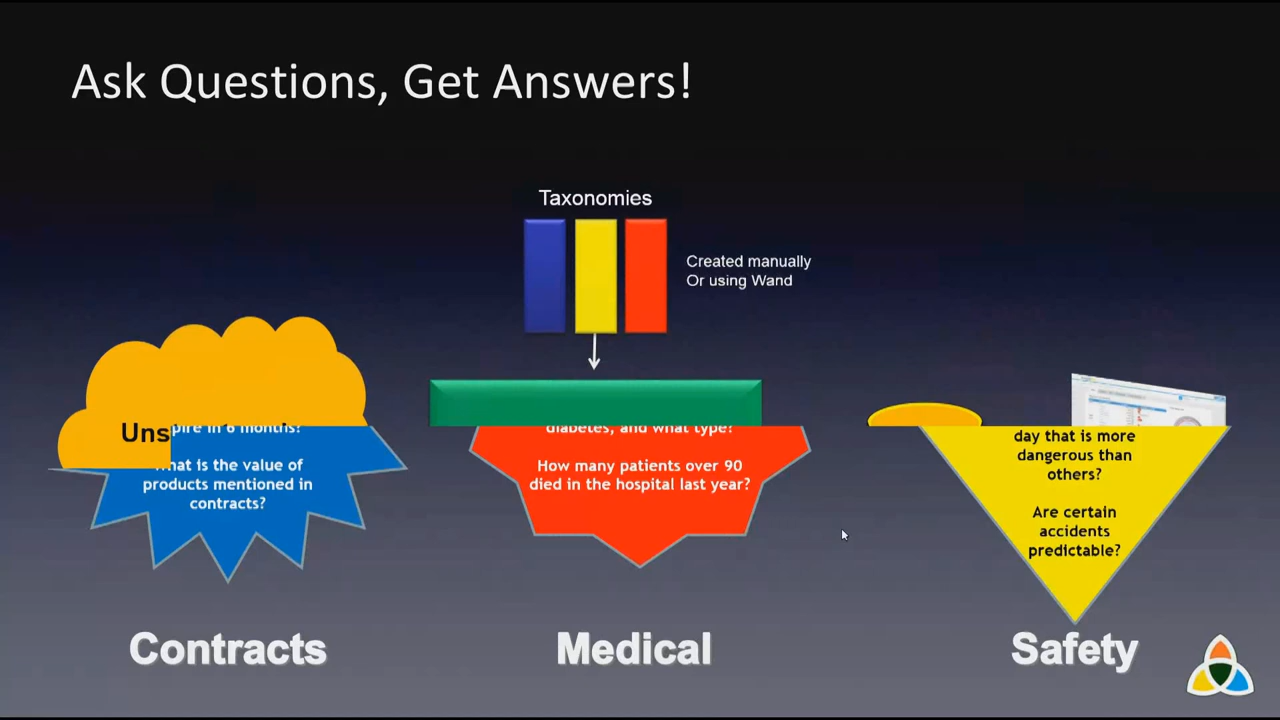 Ask Questions, Get Answers!
Taxonomies
Created manually
Or using Wand
Uns
pire in 6 months?
What is the value of
products mentioned in
contracts?
diabetes, and what type?
How many patients over 90
died in the hospital last year?
day that is more
dangerous than
others?
Are certain
accidents
predictable?
Contracts
Medical
Safety